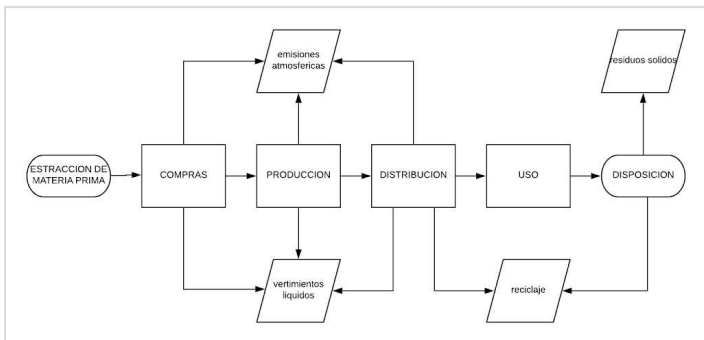 emisiones
atmosfericas
residuos solidos
ESTRACCION DE
MATERIA PRIMA
COMPRAS
PRODUCCION
DISTRIBUCION
USO
DISPOSICION
vertimientos
liquidos
reciclaje